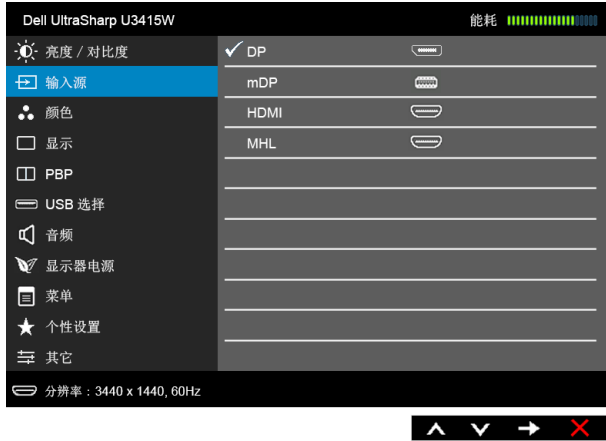 Dell UltraSharp U3415W 能耗
亮度 / 对比度 DP
输入源 mDP
颜色 HDMI
显示 MHL
PBP
USB 选择
音频
显示器电源
菜单
个性设置
其它
分辨率：3440 x 1440, 60Hz